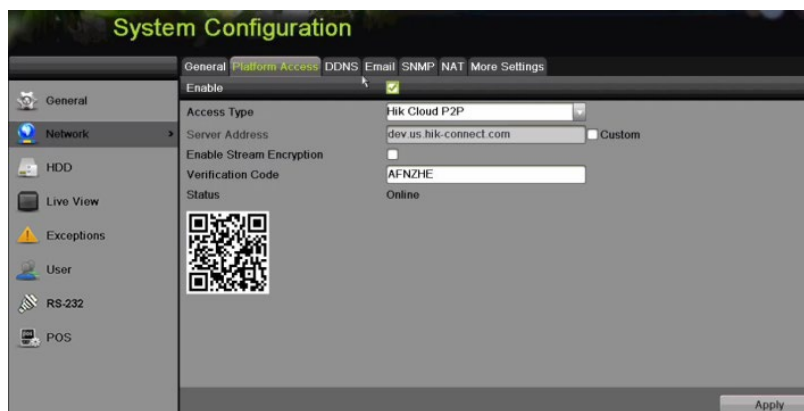 System Configuration
General Platform Access DDNS Email SNMP NAT More Settings
Enable
Access Type Hik Cloud P2P
Server Address dev.us.hik-connect.com Custom
Enable Stream Encryption
Verification Code AFNZHE
Status Online
General
Network
HDD
Live View
Exceptions
User
RS-232
POS
Apply